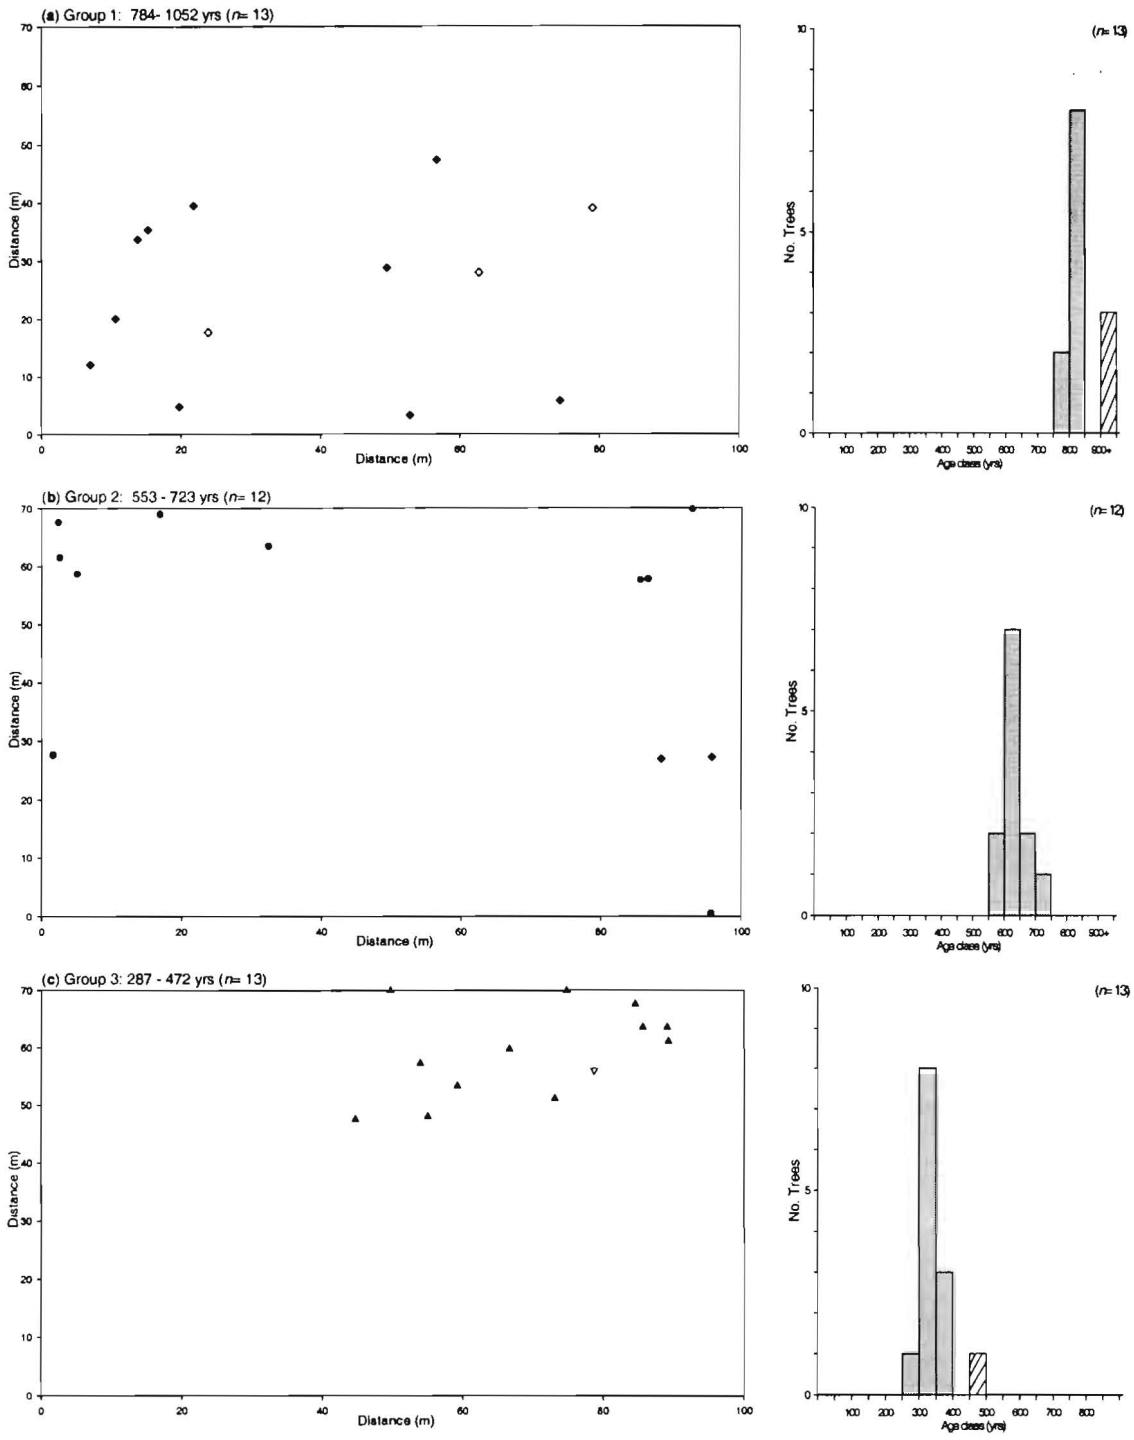 (a) Group 1: 784- 1052 yrs (n= 13)
70
60
50
40
30
20
10
0
Distance (m)
0 20 40 60 80 100
Distance (m)
(n= 13)
10
5
0
No. Trees
100 200 300 400 500 600 700 800 900+
Age class (yrs)
(b) Group 2: 553 - 723 yrs (n= 12)
70
60
50
40
30
20
10
0
Distance (m)
0 20 40 60 80 100
Distance (m)
(n= 12)
10
5
0
No. Trees
100 200 300 400 500 600 700 800 900+
Age class (yrs)
(c) Group 3: 287 - 472 yrs (n= 13)
70
60
50
40
30
20
10
0
Distance (m)
0 20 40 60 80 100
Distance (m)
(n= 13)
10
5
0
No. Trees
100 200 300 400 500 600 700 800
Age class (yrs)